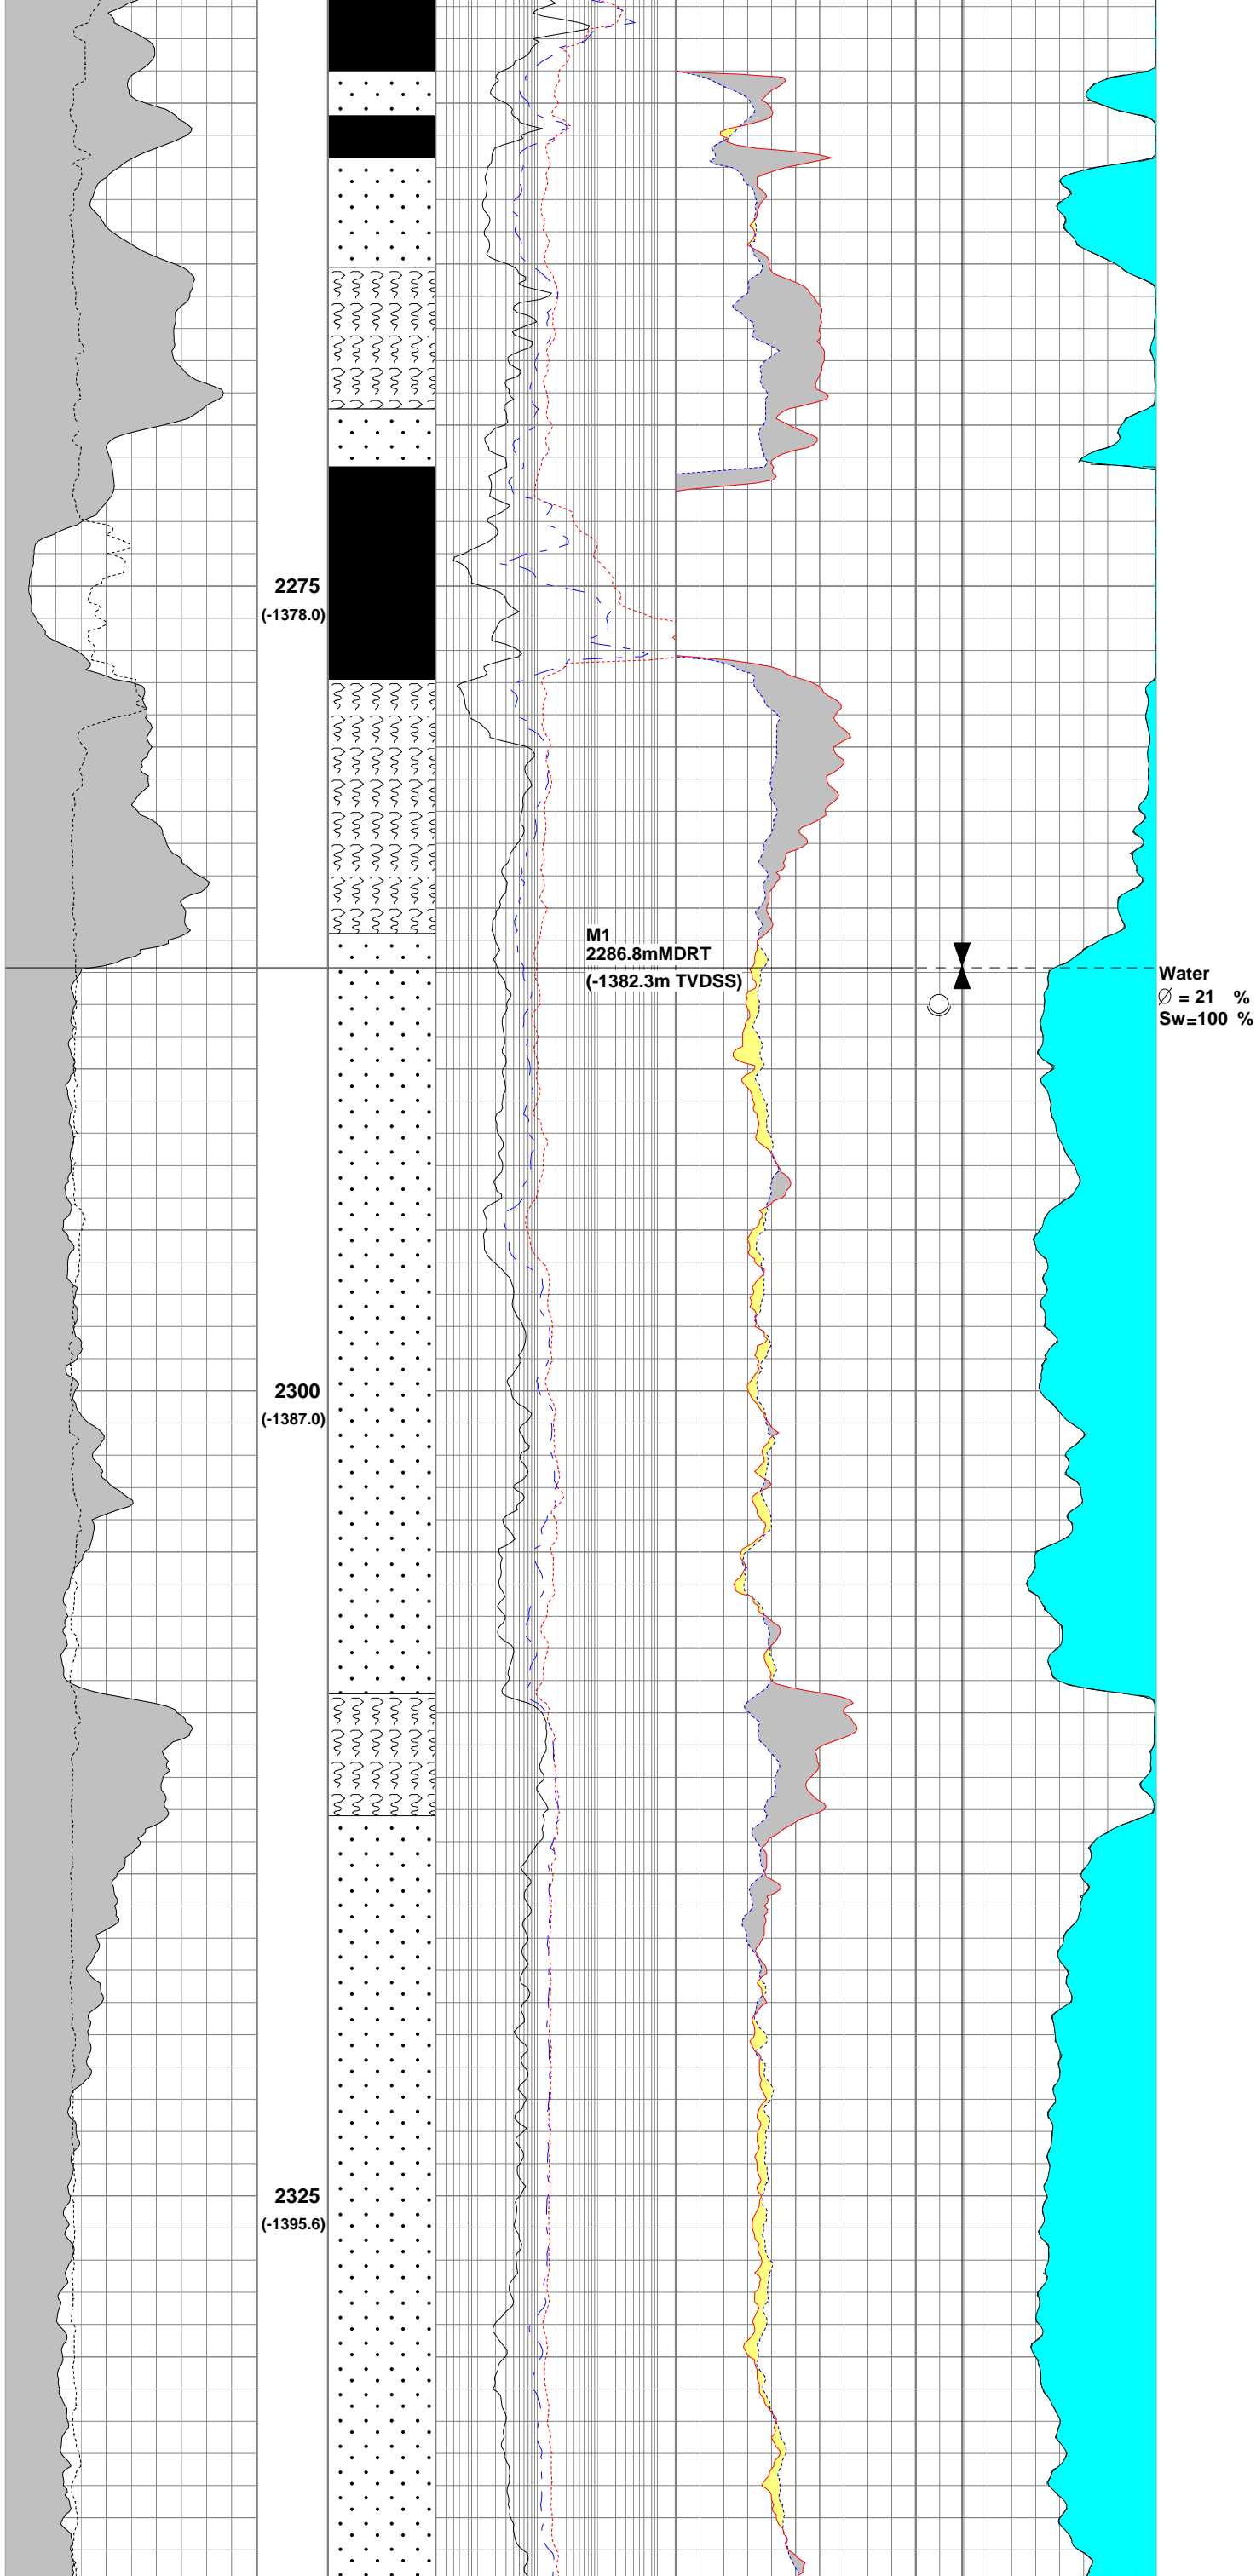 2275
(-1378.0)
M1
2286.8mMDRT
(-1382.3m TVDSS)
Water
∅ = 21 %
Sw=100 %
2300
(-1387.0)
2325
(-1395.6)